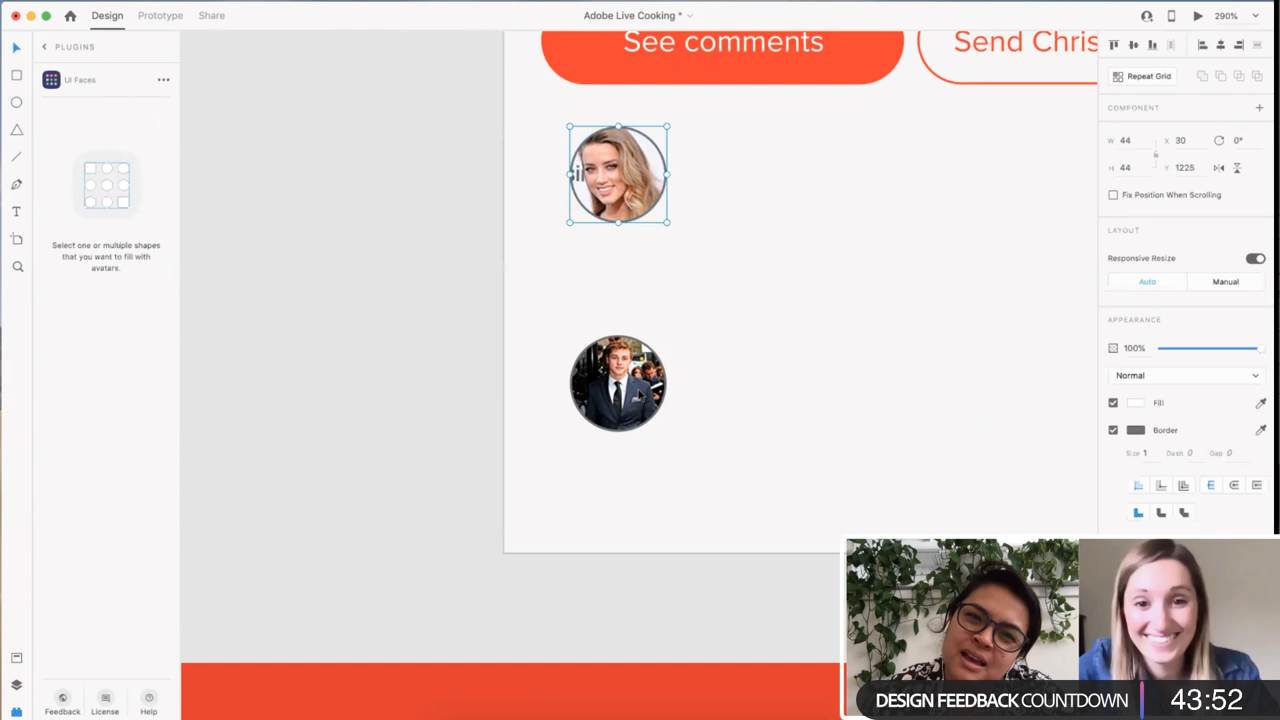 Design
Prototype
Share
Adobe Live Cooking *
290%
PLUGINS
UI Faces
Select one or multiple shapes
that you want to fill with
avatars.
Feedback
License
Help
See comments
Send Chris
Repeat Grid
COMPONENT
W 44
X 30
0°
H 44
Y 1225
Fix Position When Scrolling
LAYOUT
Responsive Resize
Auto
Manual
APPEARANCE
100%
Normal
Fill
Border
Size 1
Dash 0
Gap 0
DESIGN FEEDBACK COUNTDOWN
43:52